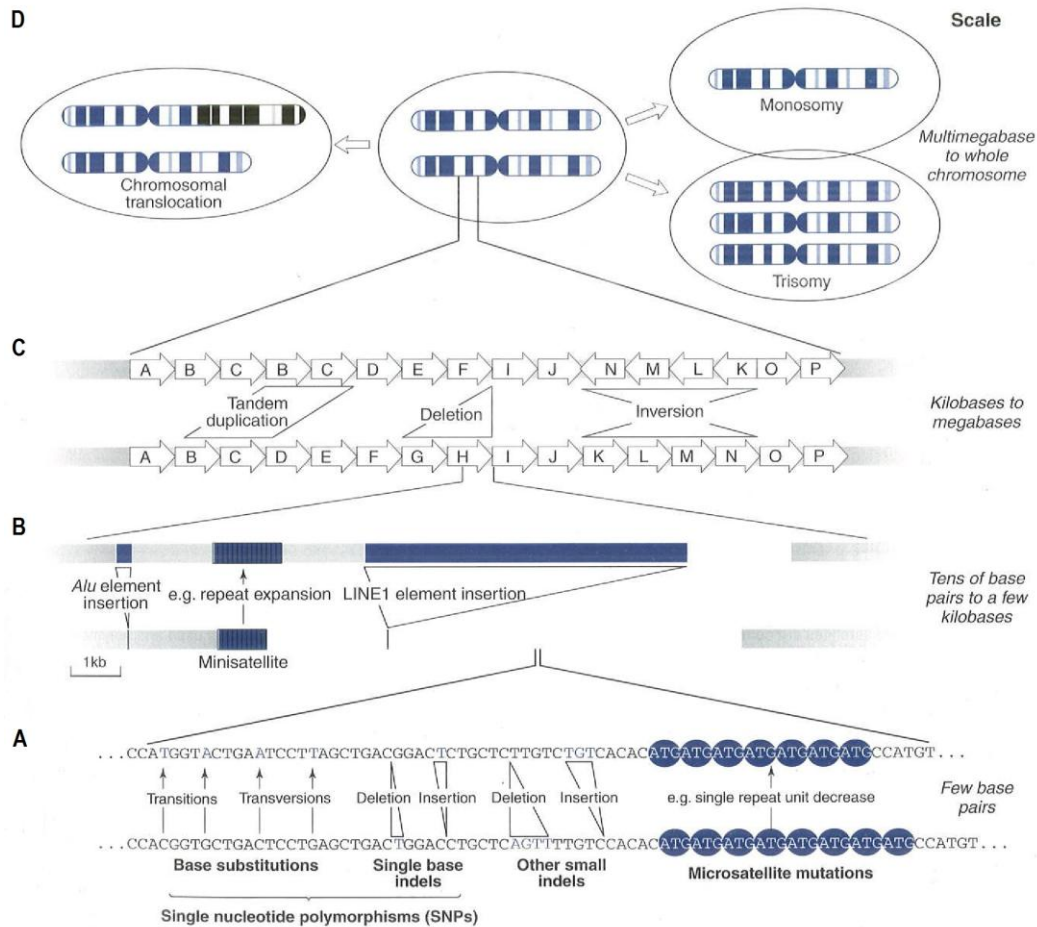 D
Scale
Monosomy
Chromosomal
translocation
Multimegabase
to whole
chromosome
Trisomy
C
A B C B C D E F I J N M L K O P
Tandem
duplication
Deletion
Inversion
Kilobases to
megabases
A B C D E F G H I J K L M N O P
B
Alu element
insertion
e.g. repeat expansion
LINE1 element insertion
Tens of base
pairs to a few
kilobases
1kb
Minisatellite
A
...CCATGGTACTGAATCCTTAGCTGACGGACTCTGCTCTTGTCTGTCACACATGATGATGATGATGATGATGCCATGT...
Transitions
Transversions
Deletion
Insertion
Deletion
Insertion
e.g. single repeat unit decrease
Few base
pairs
...CCACGGTGCTGACTCCTGAGCTGACTGGACCTGCTCAGTTTTGTCCACACATGATGATGATGATGATGATGATGCCATGT...
Base substitutions
Single base
indels
Other small
indels
Microsatellite mutations
Single nucleotide polymorphisms (SNPs)